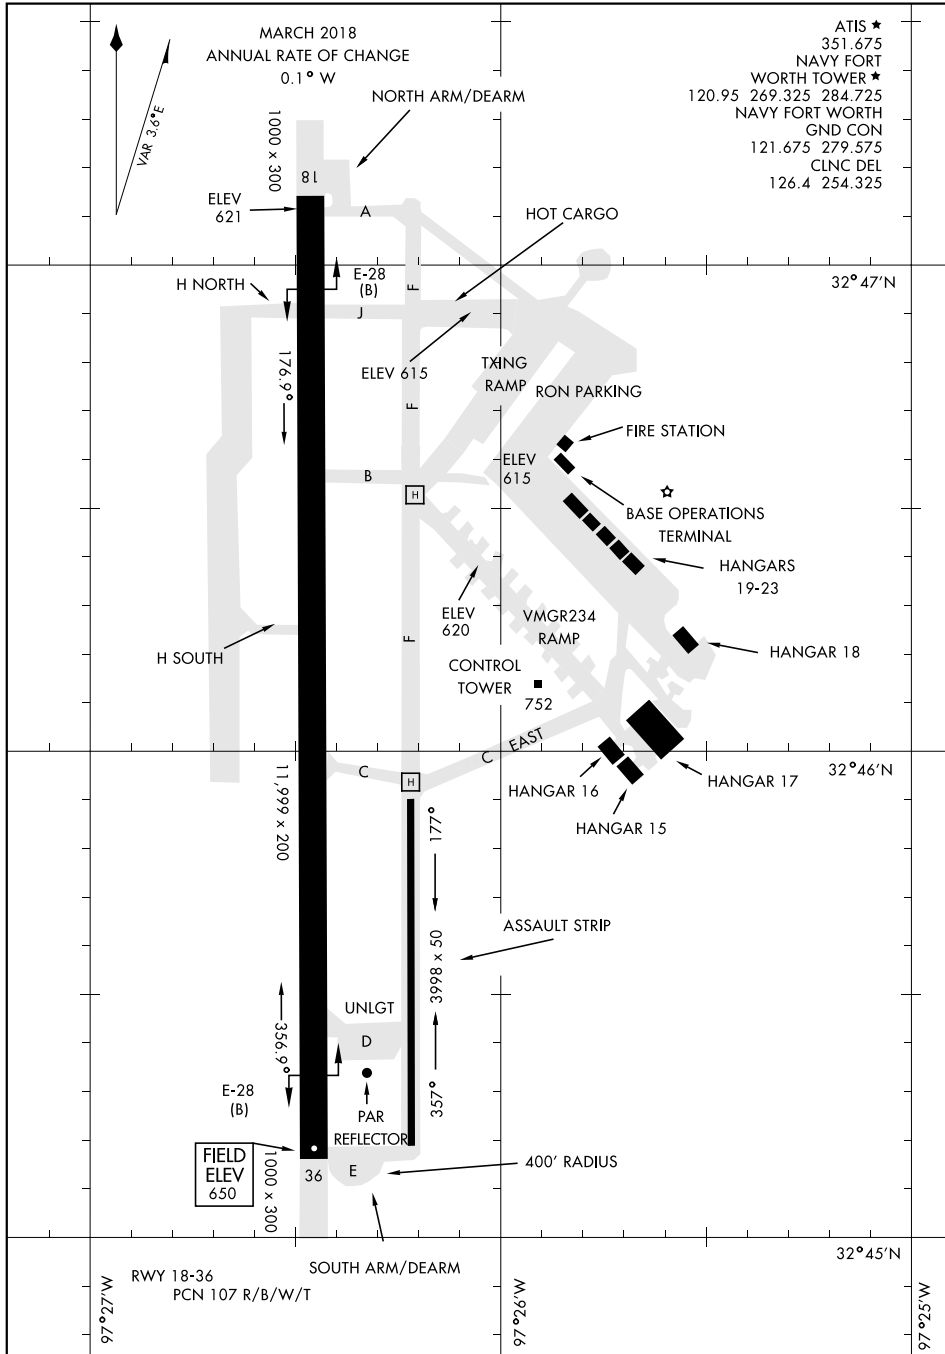 MARCH 2018
ANNUAL RATE OF CHANGE
0.1° W
VAR 3.6°E
ATIS ★
351.675
NAVY FORT
WORTH TOWER ★
120.95 269.325 284.725
NAVY FORT WORTH
GND CON
121.675 279.575
CLNC DEL
126.4 254.325
NORTH ARM/DEARM
1000 x 300
18
ELEV
621
A
HOT CARGO
F
32°47'N
H NORTH
E-28
(B)
J
176.9°
ELEV 615
TXING
RAMP
RON PARKING
F
FIRE STATION
ELEV
615
B
H
BASE OPERATIONS
TERMINAL
HANGARS
19-23
ELEV
620
VMGR234
RAMP
F
H SOUTH
HANGAR 18
CONTROL
TOWER
752
C EAST
32°46'N
C
H
HANGAR 17
HANGAR 16
HANGAR 15
11,999 x 200
177°
ASSAULT STRIP
3998 x 50
UNLGT
D
356.9°
357°
E-28
(B)
PAR
REFLECTOR
FIELD
ELEV
650
1000 x 300
36
E
400' RADIUS
32°45'N
SOUTH ARM/DEARM
RWY 18-36
PCN 107 R/B/W/T
97°27'W
97°26'W
97°25'W